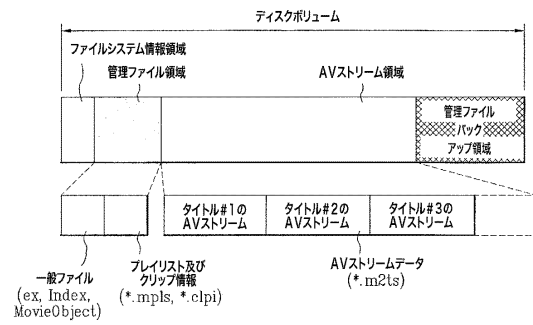 ディスクボリューム
ファイルシステム情報領域
管理ファイル領域
AVストリーム領域
管理ファイル
バック
アップ領域
タイトル#1の
AVストリーム
タイトル#2の
AVストリーム
タイトル#3の
AVストリーム
一般ファイル
(ex, Index,
MovieObject)
プレイリスト及び
クリップ情報
(*.mpls, *.clpi)
AVストリームデータ
(*.m2ts)